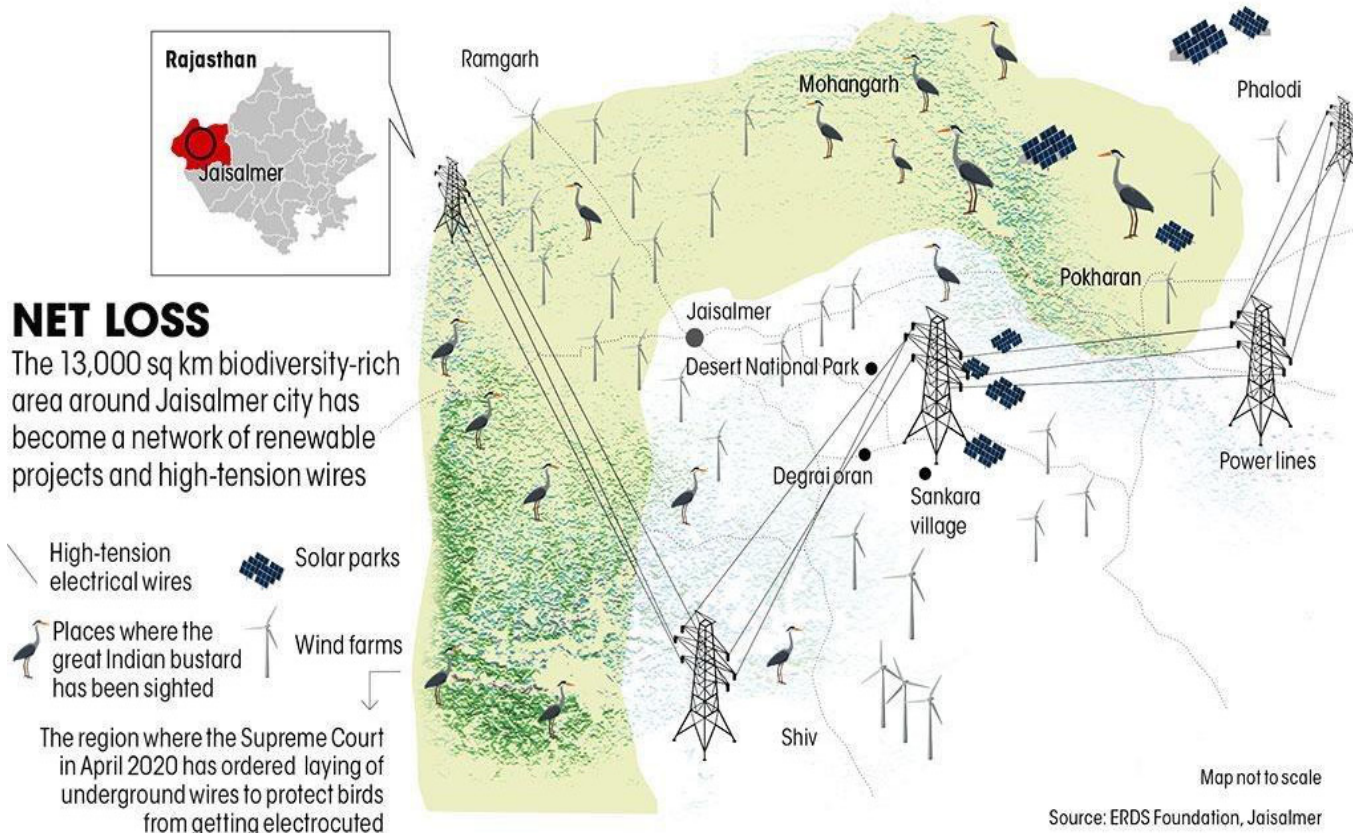 Rajasthan
Jaisalmer
NET LOSS
The 13,000 sq km biodiversity-rich
area around Jaisalmer city has
become a network of renewable
projects and high-tension wires
High-tension
electrical wires
Solar parks
Places where the
great Indian bustard
has been sighted
Wind farms
The region where the Supreme Court
in April 2020 has ordered laying of
underground wires to protect birds
from getting electrocuted
Ramgarh
Mohangarh
Phalodi
Pokharan
Jaisalmer
Desert National Park
Degrai oran
Sankara
village
Power lines
Shiv
Map not to scale
Source: ERDS Foundation, Jaisalmer